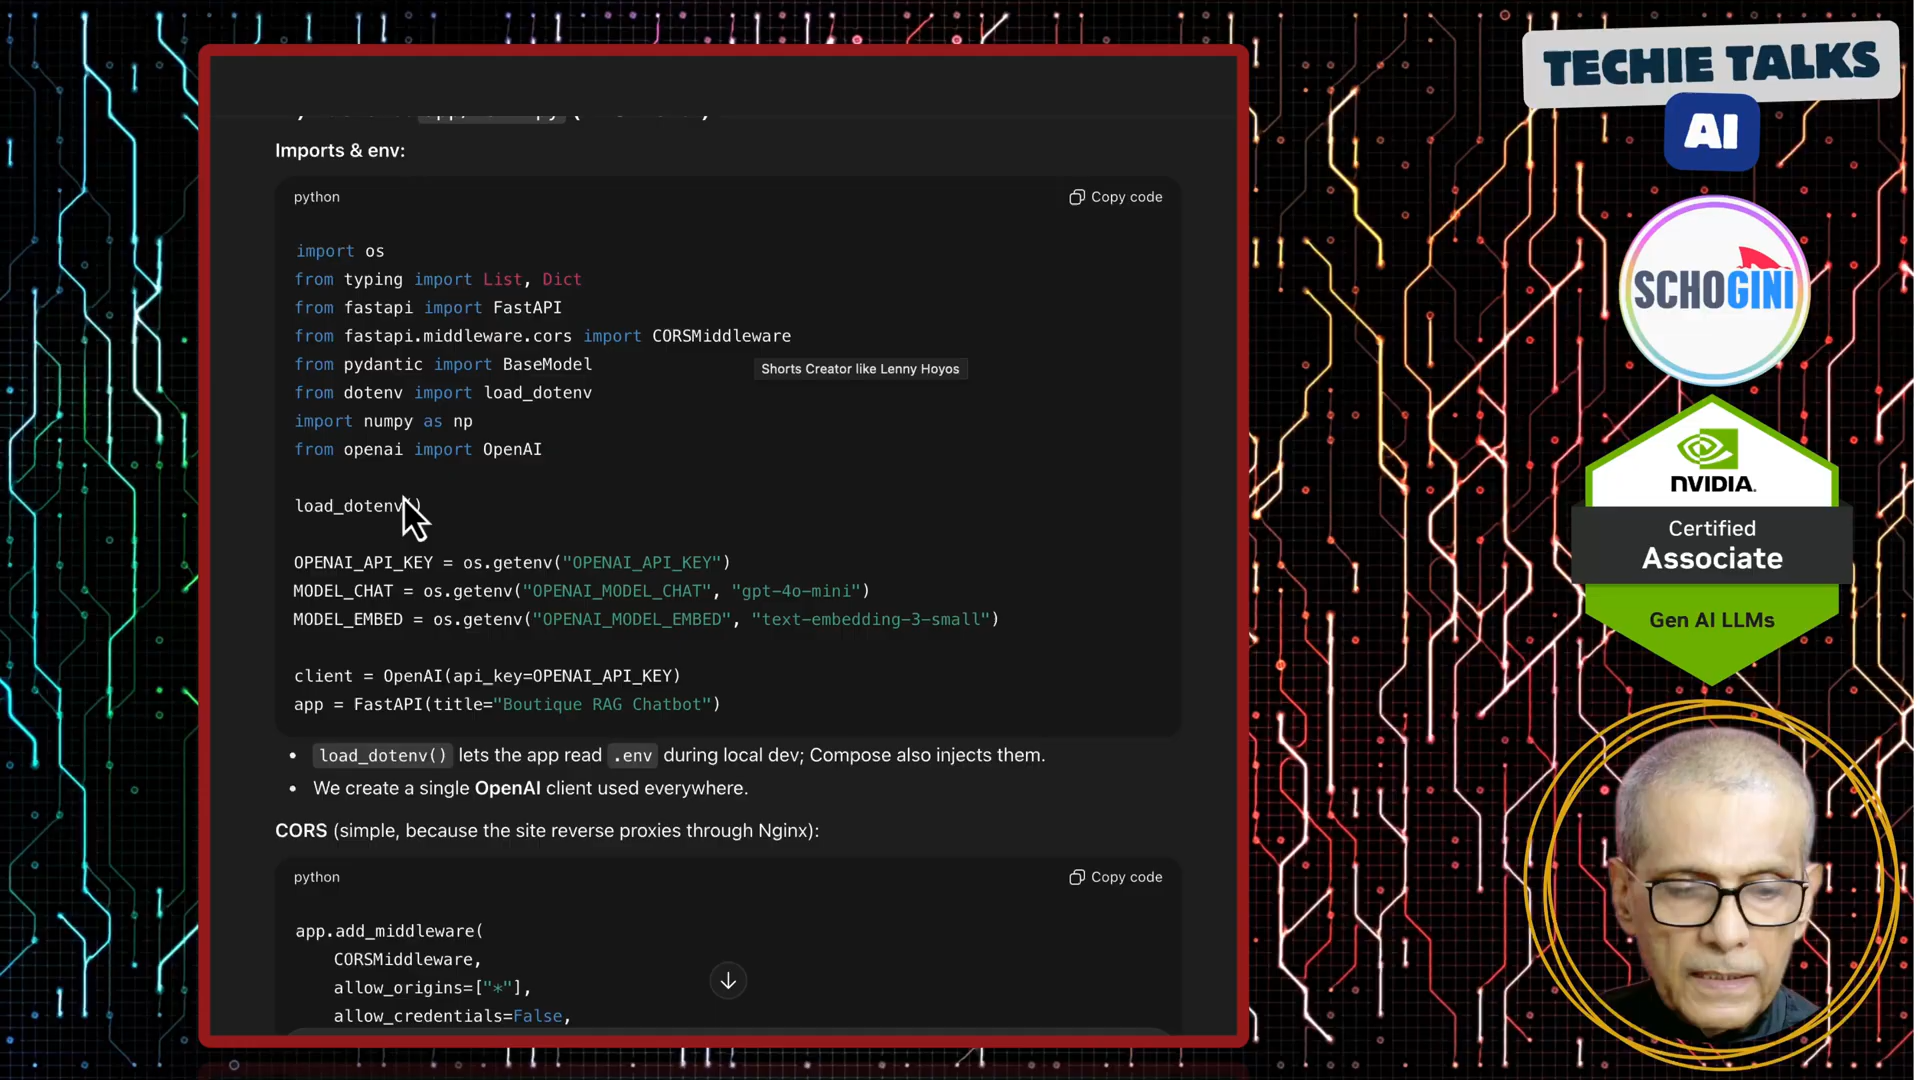 Imports & env:
python
Copy code
import os
from typing import List, Dict
from fastapi import FastAPI
from fastapi.middleware.cors import CORSMiddleware
from pydantic import BaseModel
Shorts Creator like Lenny Hoyos
from dotenv import load_dotenv
import numpy as np
from openai import OpenAI
load_dotenv()
OPENAI_API_KEY = os.getenv("OPENAI_API_KEY")
MODEL_CHAT = os.getenv("OPENAI_MODEL_CHAT", "gpt-4o-mini")
MODEL_EMBED = os.getenv("OPENAI_MODEL_EMBED", "text-embedding-3-small")
client = OpenAI(api_key=OPENAI_API_KEY)
app = FastAPI(title="Boutique RAG Chatbot")
• load_dotenv() lets the app read .env during local dev; Compose also injects them.
• We create a single OpenAI client used everywhere.
CORS (simple, because the site reverse proxies through Nginx):
python
Copy code
app.add_middleware(
CORSMiddleware,
allow_origins=["*"],
allow_credentials=False,
TECHIE TALKS
AI
SCHOGINI
NVIDIA.
Certified
Associate
Gen AI LLMs